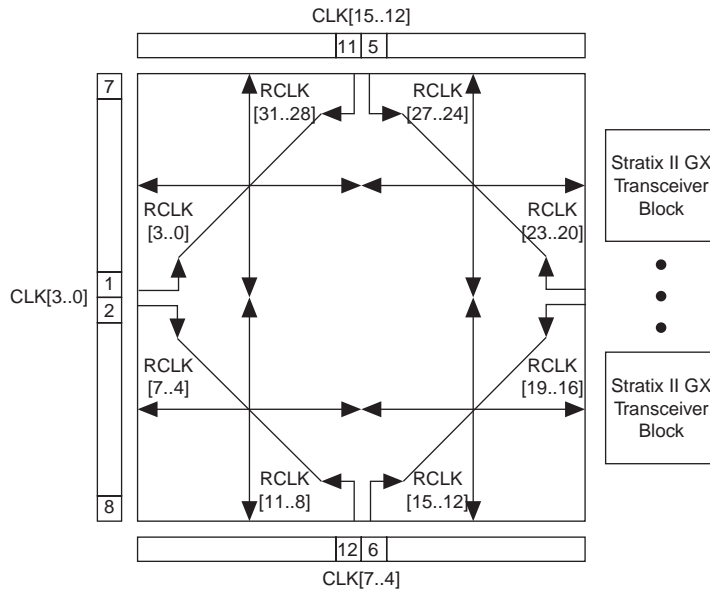 CLK[15..12]
11 5
7
RCLK
[31..28]
RCLK
[27..24]
Stratix II GX
Transceiver
Block
RCLK
[3..0]
RCLK
[23..20]
1
CLK[3..0]
2
RCLK
[7..4]
RCLK
[19..16]
Stratix II GX
Transceiver
Block
RCLK
[11..8]
RCLK
[15..12]
8
12 6
CLK[7..4]